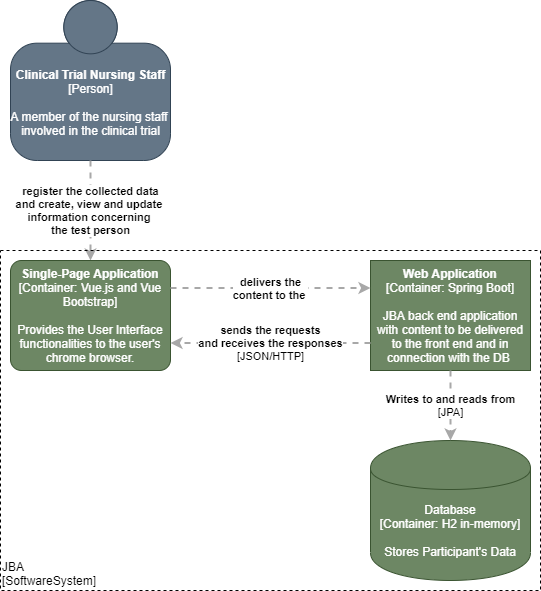 Clinical Trial Nursing Staff
[Person]
A member of the nursing staff
involved in the clinical trial
register the collected data
and create, view and update
information concerning
the test person
Single-Page Application
[Container: Vue.js and Vue
Bootstrap]
Provides the User Interface
functionalities to the user's
chrome browser.
delivers the
content to the
sends the requests
and receives the responses
[JSON/HTTP]
Web Application
[Container: Spring Boot]
JBA back end application
with content to be delivered
to the front end and in
connection with the DB
Writes to and reads from
[JPA]
Database
[Container: H2 in-memory]
Stores Participant's Data
JBA
[SoftwareSystem]